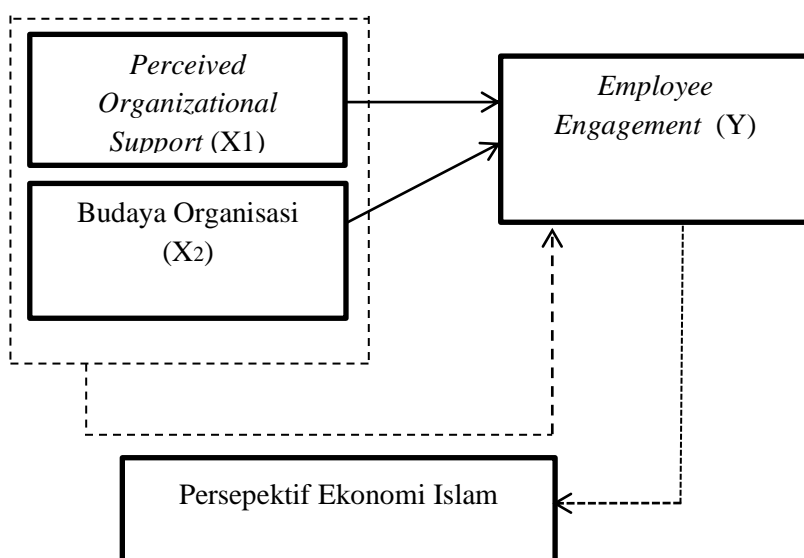 Perceived
Organizational
Support (X1)
Employee
Engagement (Y)
Budaya Organisasi
(X2)
Persepektif Ekonomi Islam